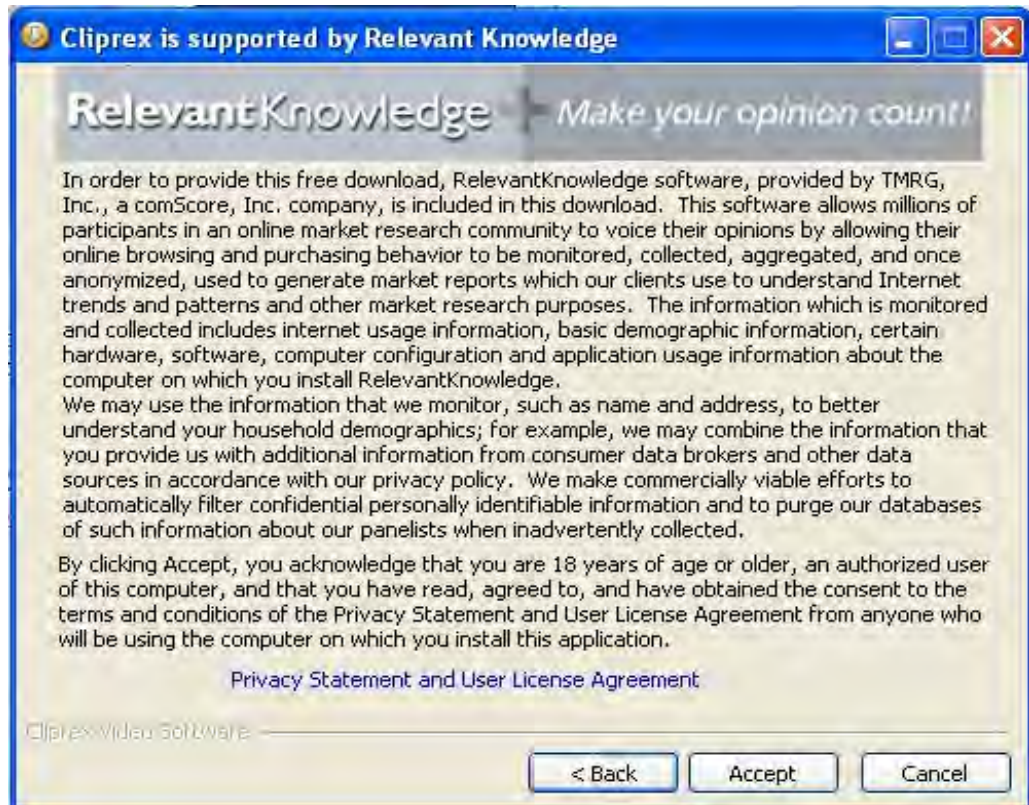 Cliprex is supported by Relevant Knowledge
RelevantKnowledge Make your opinion count!
In order to provide this free download, RelevantKnowledge software, provided by TMRG,
Inc., a comScore, Inc. company, is included in this download.  This software allows millions of
participants in an online market research community to voice their opinions by allowing their
online browsing and purchasing behavior to be monitored, collected, aggregated, and once
anonymized, used to generate market reports which our clients use to understand Internet
trends and patterns and other market research purposes.  The information which is monitored
and collected includes internet usage information, basic demographic information, certain
hardware, software, computer configuration and application usage information about the
computer on which you install RelevantKnowledge.
We may use the information that we monitor, such as name and address, to better
understand your household demographics; for example, we may combine the information that
you provide us with additional information from consumer data brokers and other data
sources in accordance with our privacy policy.  We make commercially viable efforts to
automatically filter confidential personally identifiable information and to purge our databases
of such information about our panelists when inadvertently collected.
By clicking Accept, you acknowledge that you are 18 years of age or older, an authorized user
of this computer, and that you have read, agreed to, and have obtained the consent to the
terms and conditions of the Privacy Statement and User License Agreement from anyone who
will be using the computer on which you install this application.
Privacy Statement and User License Agreement
Cliprex Video Software
< Back Accept Cancel